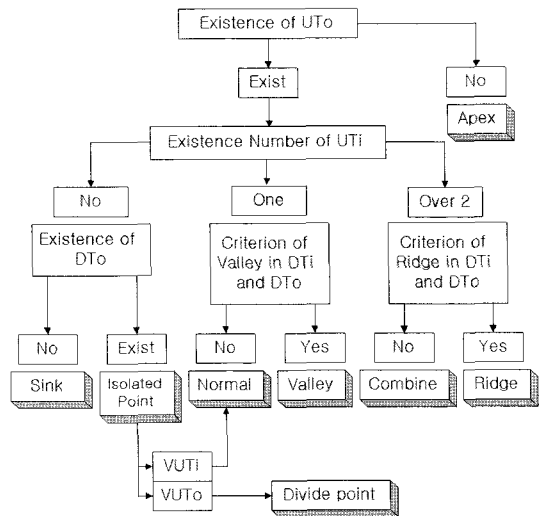 Existence of UTo
Exist
No
Apex
Existence Number of UTi
No
One
Over 2
Existence of
DTo
Criterion of
Valley in DTi
and DTo
Criterion of
Ridge in DTi
and DTo
No
Exist
No
Yes
No
Yes
Sink
Isolated
Point
Normal
Valley
Combine
Ridge
VUTi
VUTo
Divide point